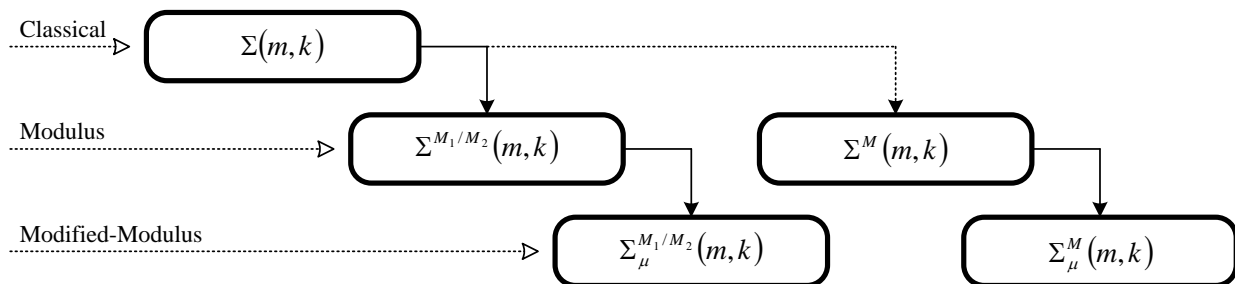 Classical
Σ(m,k)
Modulus
Σ^{M₁/M₂}(m,k)
Σ^{M}(m,k)
Modified-Modulus
Σ_μ^{M₁/M₂}(m,k)
Σ_μ^{M}(m,k)